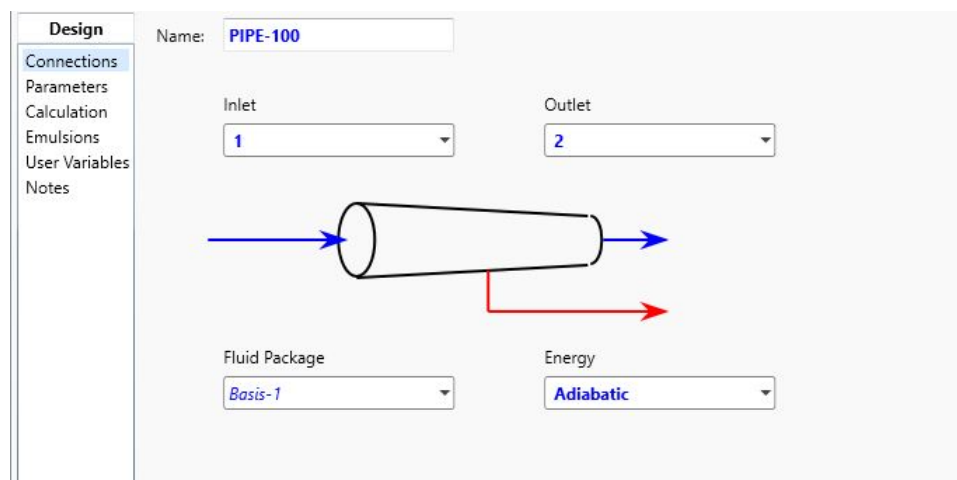 Design
Connections
Parameters
Calculation
Emulsions
User Variables
Notes
Name: PIPE-100
Inlet Outlet
1 2
Fluid Package Energy
Basis-1 Adiabatic